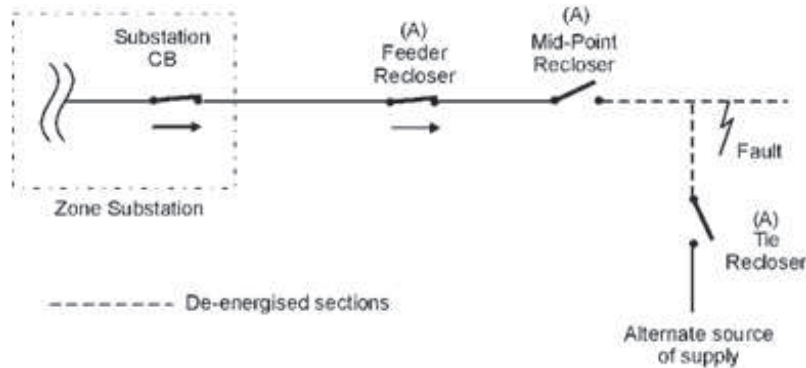 Substation
CB
(A)
Feeder
Recloser
(A)
Mid-Point
Recloser
Fault
Zone Substation
(A)
Tie
Recloser
De-energised sections
Alternate source
of supply